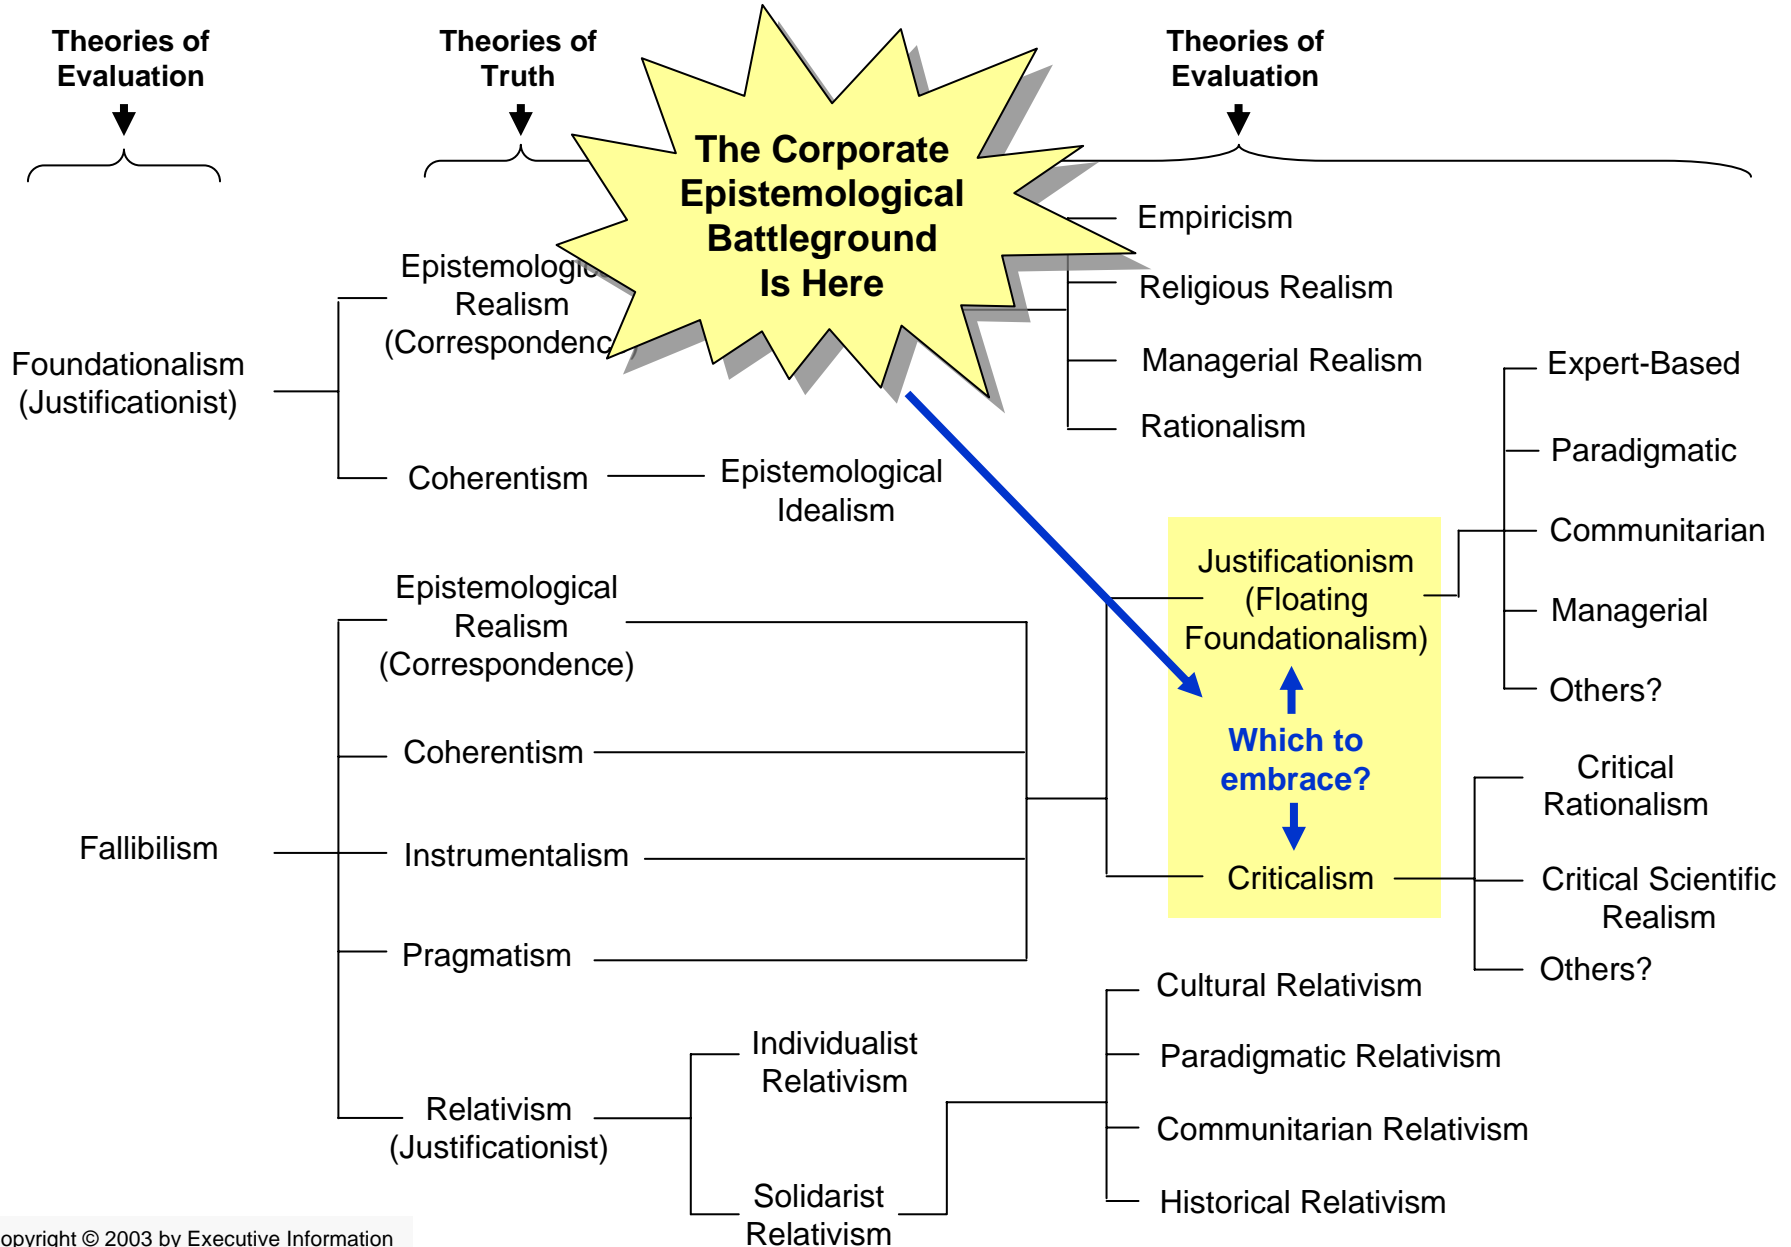 Theories of
Evaluation
Theories of
Truth
Theories of
Evaluation
The Corporate
Epistemological
Battleground
Is Here
Empiricism
Religious Realism
Managerial Realism
Rationalism
Epistemologic
Realism
(Correspondenc
)
Foundationalism
(Justificationist)
Coherentism
Epistemological
Idealism
Expert-Based
Paradigmatic
Communitarian
Managerial
Others?
Justificationism
(Floating
Foundationalism)
Which to
embrace?
Criticalism
Epistemological
Realism
(Correspondence)
Coherentism
Fallibilism
Instrumentalism
Pragmatism
Critical
Rationalism
Critical Scientific
Realism
Others?
Relativism
(Justificationist)
Individualist
Relativism
Solidarist
Relativism
Cultural Relativism
Paradigmatic Relativism
Communitarian Relativism
Historical Relativism
opyright © 2003 by Executive Information